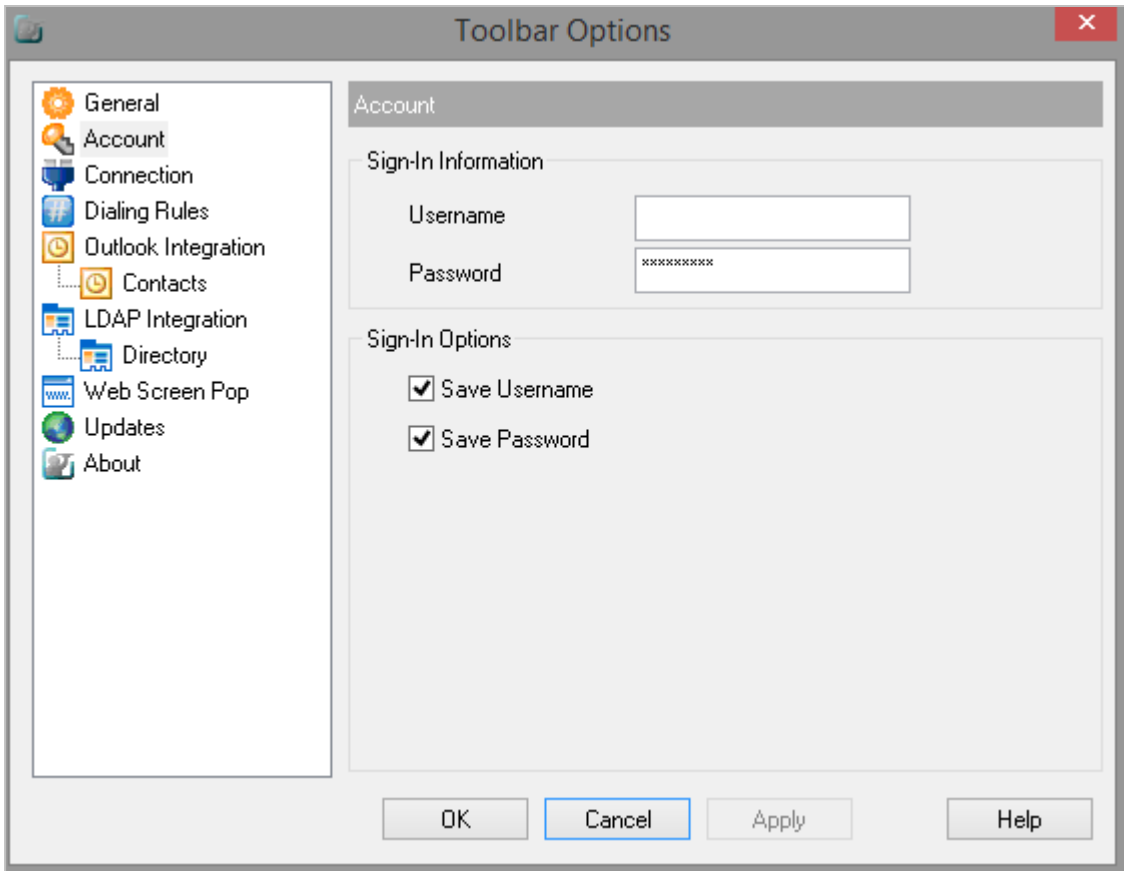 Toolbar Options
General
Account
Connection
Dialing Rules
Outlook Integration
Contacts
LDAP Integration
Directory
www.
Web Screen Pop
Updates
About
Account
Sign-In Information
Username
Password
*********
Sign-In Options
Save Username
Save Password
OK
Cancel
Apply
Help